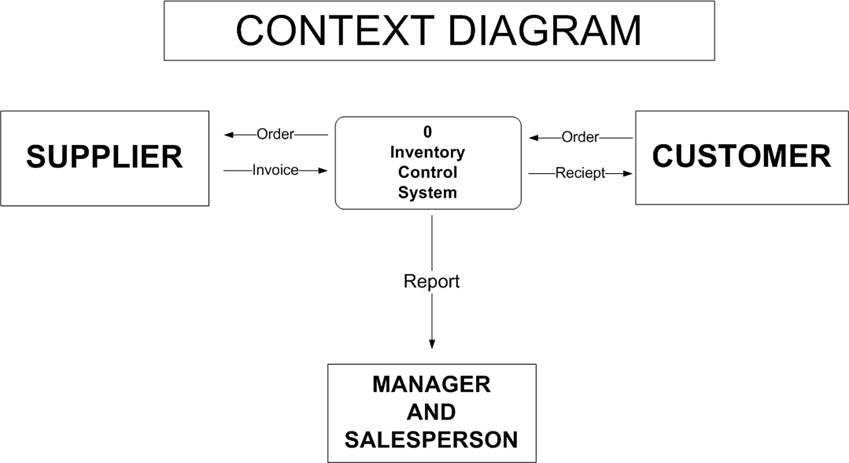 CONTEXT DIAGRAM
SUPPLIER
Order
Invoice
0
Inventory
Control
System
Order
Reciept
CUSTOMER
Report
MANAGER
AND
SALESPERSON